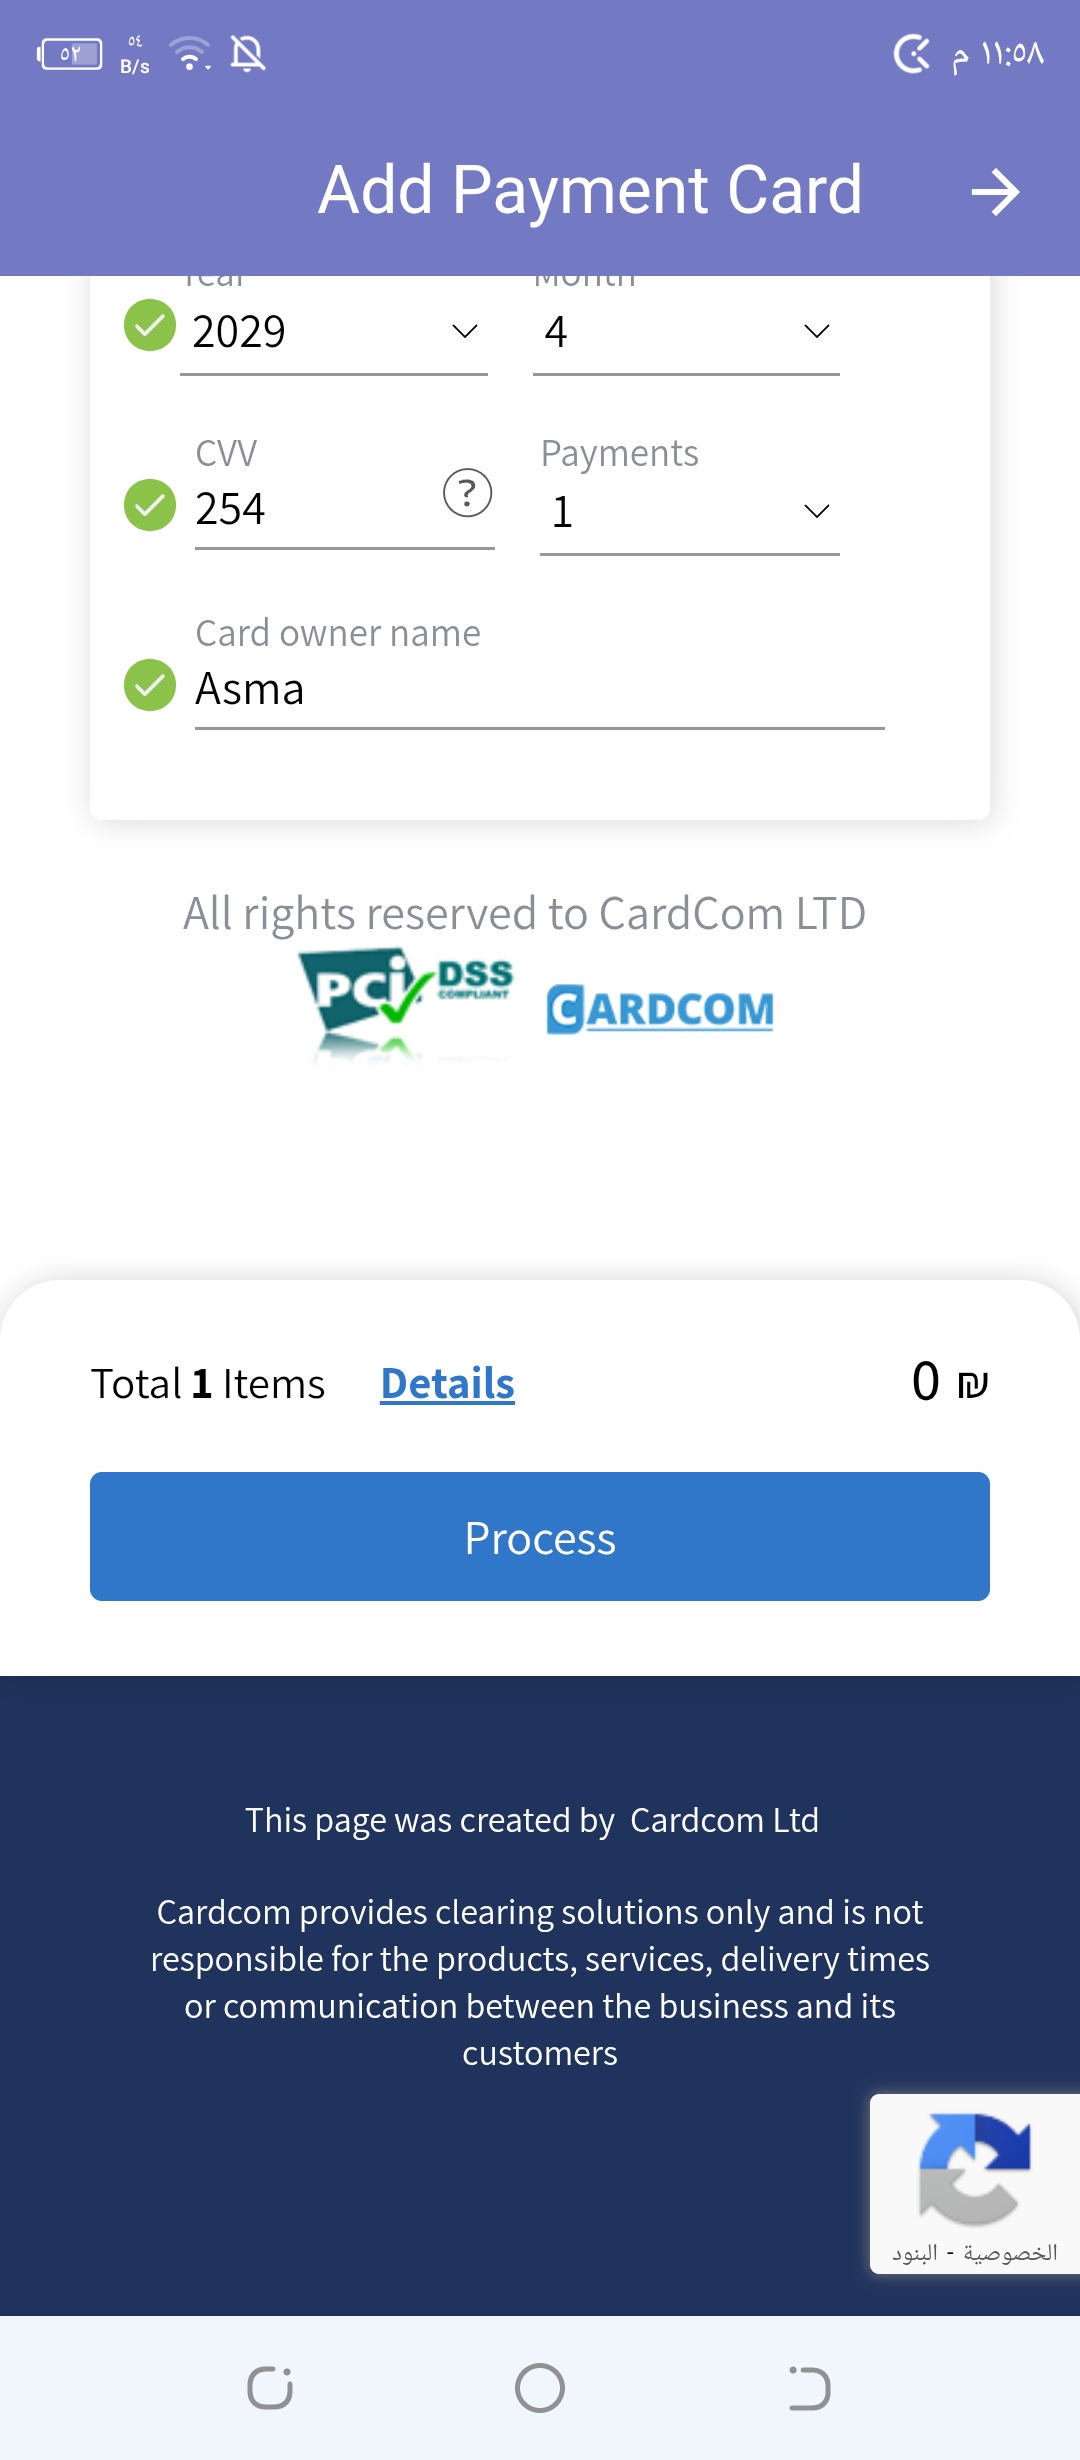 ٥٢
٥٤
B/s
١١:٥٨ م
Add Payment Card
Year Month
2029 4
CVV Payments
254 ? 1
Card owner name
Asma
All rights reserved to CardCom LTD
PCi DSS
COMPLIANT
CARDCOM
Total 1 Items Details 0 ₪
Process
This page was created by Cardcom Ltd
Cardcom provides clearing solutions only and is not
responsible for the products, services, delivery times
or communication between the business and its
customers
الخصوصية - البنود